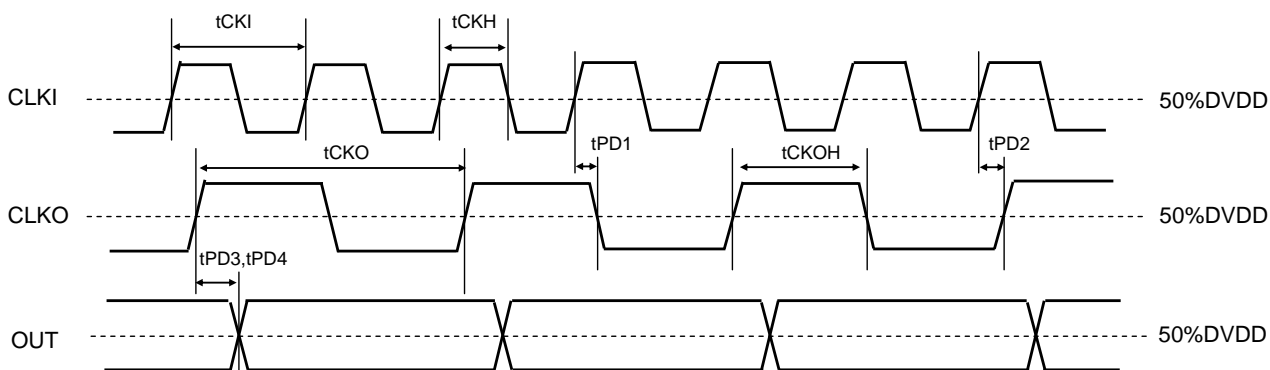 tCKI
tCKH
CLKI
50%DVDD
tCKO
tPD1
tCKOH
tPD2
CLKO
50%DVDD
tPD3,tPD4
OUT
50%DVDD